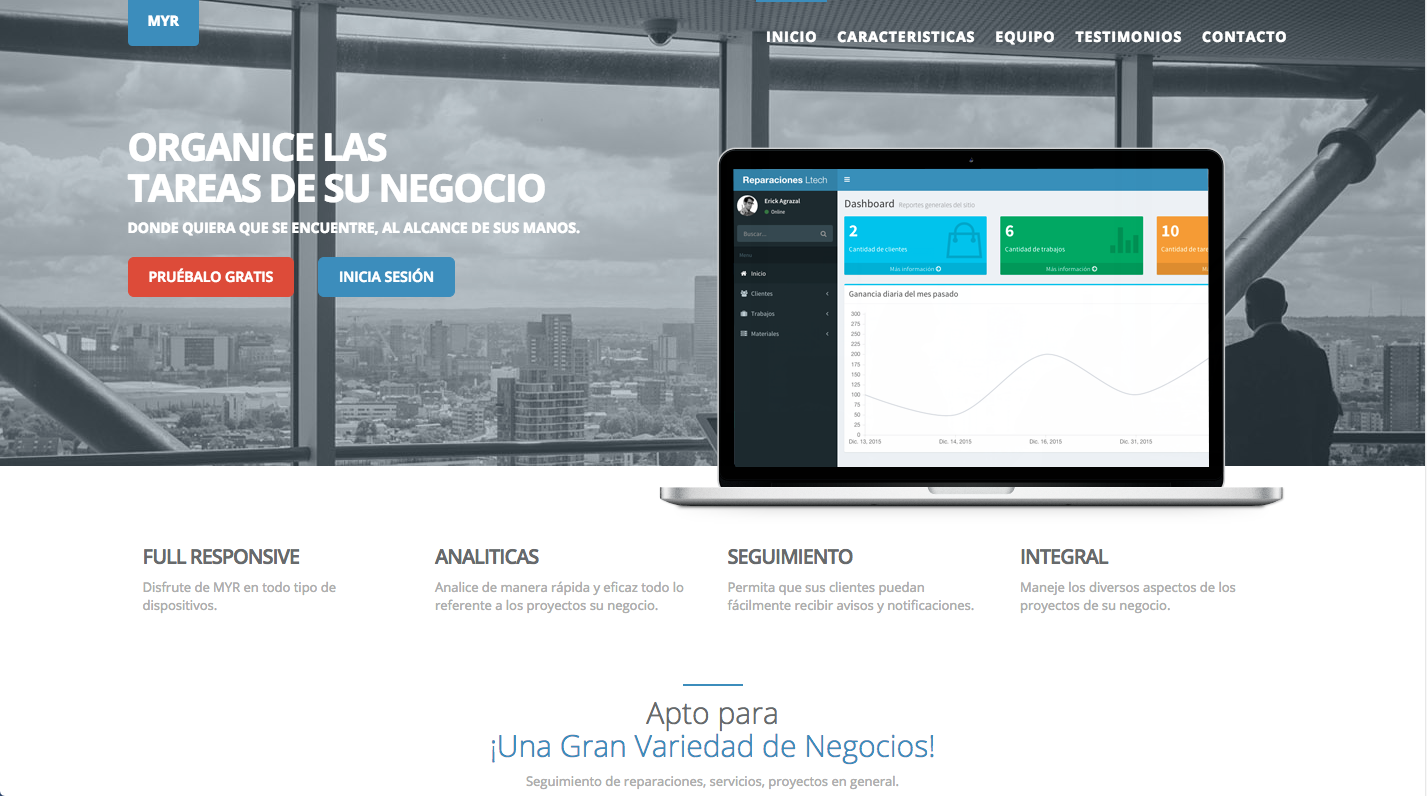 MYR
INICIO CARACTERISTICAS EQUIPO TESTIMONIOS CONTACTO
ORGANICE LAS
TAREAS DE SU NEGOCIO
DONDE QUIERA QUE SE ENCUENTRE, AL ALCANCE DE SUS MANOS.
PRUÉBALO GRATIS INICIA SESIÓN
Reparaciones Ltech
Erick Agrazal
Online
Buscar...
Menu
Inicio
Clientes
Trabajos
Materiales
Dashboard Reportes generales del sitio
2 6 10
Cantidad de clientes Cantidad de trabajos Cantidad de tare
Más información Más información M
Ganancia diaria del mes pasado
300
275
250
225
200
175
150
125
100
75
50
25
0
Dic. 13, 2015 Dic. 14, 2015 Dic. 16, 2015 Dic. 31, 2015
FULL RESPONSIVE
Disfrute de MYR en todo tipo de
dispositivos.
ANALITICAS
Analice de manera rápida y eficaz todo lo
referente a los proyectos su negocio.
SEGUIMIENTO
Permita que sus clientes puedan
fácilmente recibir avisos y notificaciones.
INTEGRAL
Maneje los diversos aspectos de los
proyectos de su negocio.
Apto para
¡Una Gran Variedad de Negocios!
Seguimiento de reparaciones, servicios, proyectos en general.